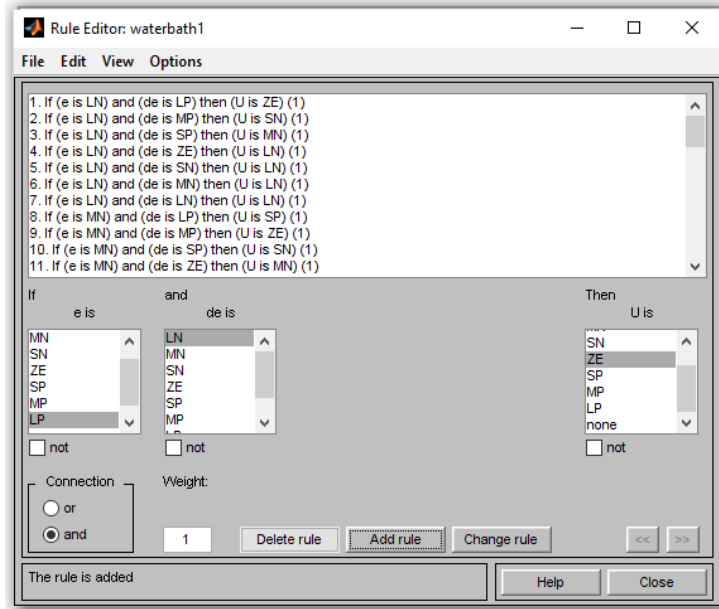 Rule Editor: waterbath1
File Edit View Options
1. If (e is LN) and (de is LP) then (U is ZE) (1)
2. If (e is LN) and (de is MP) then (U is SN) (1)
3. If (e is LN) and (de is SP) then (U is MN) (1)
4. If (e is LN) and (de is ZE) then (U is LN) (1)
5. If (e is LN) and (de is SN) then (U is LN) (1)
6. If (e is LN) and (de is MN) then (U is LN) (1)
7. If (e is LN) and (de is LN) then (U is LN) (1)
8. If (e is MN) and (de is LP) then (U is SP) (1)
9. If (e is MN) and (de is MP) then (U is ZE) (1)
10. If (e is MN) and (de is SP) then (U is SN) (1)
11. If (e is MN) and (de is ZE) then (U is MN) (1)
If and Then
e is de is U is
MN
SN
ZE
SP
MP
LP
not
LN
MN
SN
ZE
SP
MP
not
SN
ZE
SP
MP
LP
none
not
Connection
or
and
Weight:
1
Delete rule Add rule Change rule << >>
The rule is added
Help Close